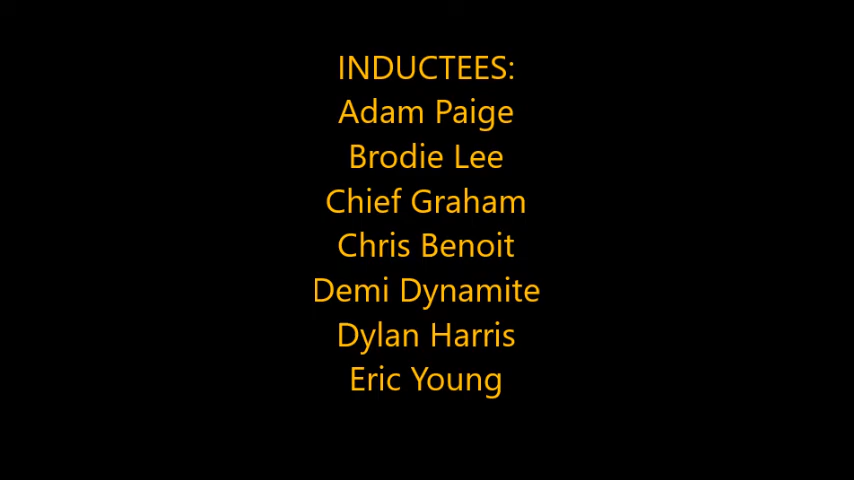 INDUCTEES:
Adam Paige
Brodie Lee
Chief Graham
Chris Benoit
Demi Dynamite
Dylan Harris
Eric Young